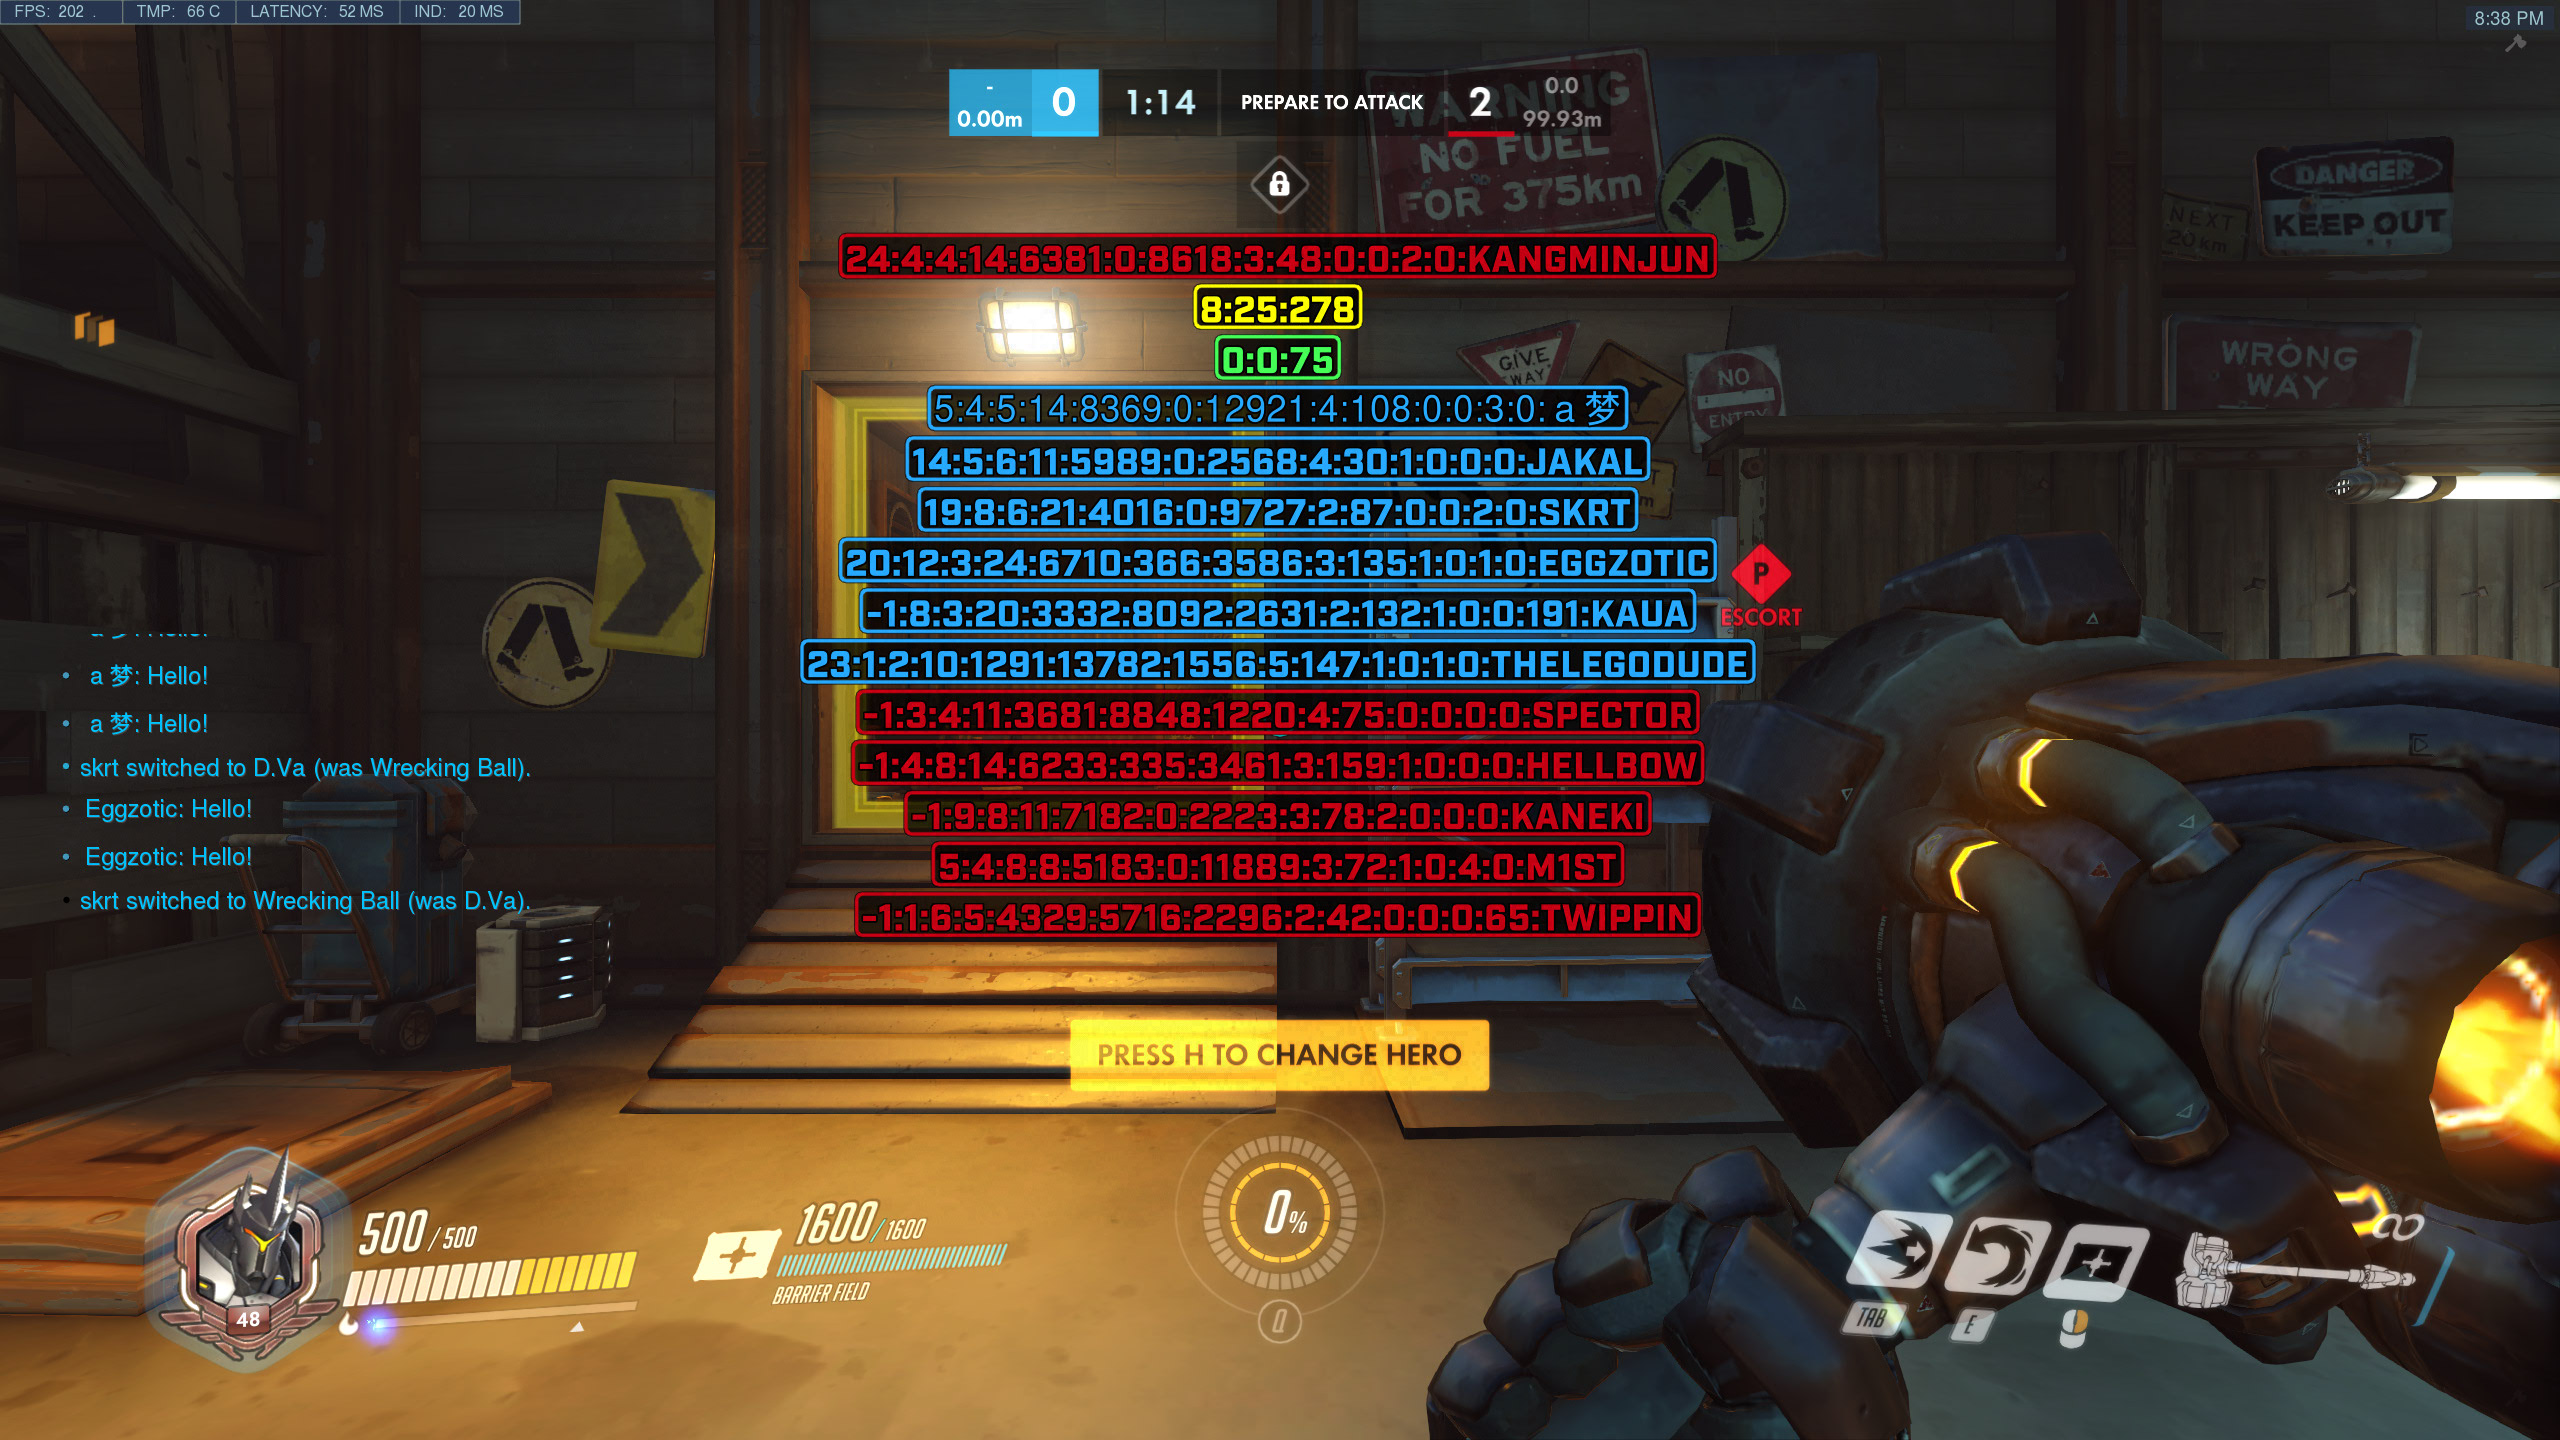 FPS: 202 . TMP: 66 C LATENCY: 52 MS IND: 20 MS
8:38 PM
-
0.00m 0 1:14 PREPARE TO ATTACK 2 0.0
99.93m
WARNING
NO FUEL
FOR 375km
DANGER
KEEP OUT
NEXT
20km
24:4:4:14:6381:0:8618:3:48:0:0:2:0:KANGMINJUN
8:25:278
0:0:75
GIVE
WAY
NO
ENTRY
WRONG
WAY
5:4:5:14:8369:0:12921:4:108:0:0:3:0: a 梦
14:5:6:11:5989:0:2568:4:30:1:0:0:0:JAKAL
19:8:6:21:4016:0:9727:2:87:0:0:2:0:SKRT
20:12:3:24:6710:366:3586:3:135:1:0:1:0:EGGZOTIC
P
ESCORT
-1:8:3:20:3332:8092:2631:2:132:1:0:0:191:KAUA
23:1:2:10:1291:13782:1556:5:147:1:0:1:0:THELEGODUDE
-1:3:4:11:3681:8848:1220:4:75:0:0:0:0:SPECTOR
-1:4:8:14:6233:335:3461:3:159:1:0:0:0:HELLBOW
-1:9:8:11:7182:0:2223:3:78:2:0:0:0:KANEKI
5:4:8:8:5183:0:11889:3:72:1:0:4:0:M1ST
-1:1:6:5:4329:5716:2296:2:42:0:0:0:65:TWIPPIN
a 梦: Hello!
• a 梦: Hello!
• a 梦: Hello!
• skrt switched to D.Va (was Wrecking Ball).
• Eggzotic: Hello!
• Eggzotic: Hello!
• skrt switched to Wrecking Ball (was D.Va).
PRESS H TO CHANGE HERO
48
500/500
1600/1600
BARRIER FIELD
0%
Q
TAB
E
∞